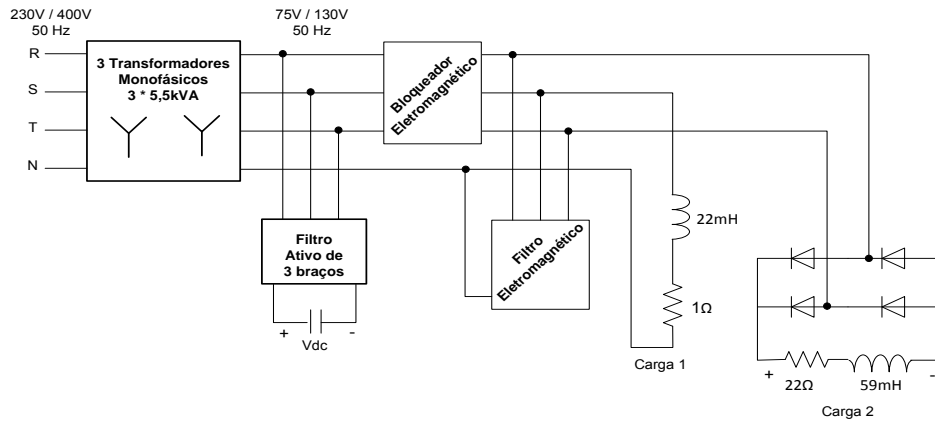 230V / 400V
50 Hz
75V / 130V
50 Hz
R
S
T
N
3 Transformadores
Monofásicos
3 * 5,5kVA
Bloqueador
Eletromagnético
Filtro
Ativo de
3 braços
+
-
Vdc
Filtro
Eletromagnético
22mH
1Ω
Carga 1
+
-
22Ω
59mH
Carga 2